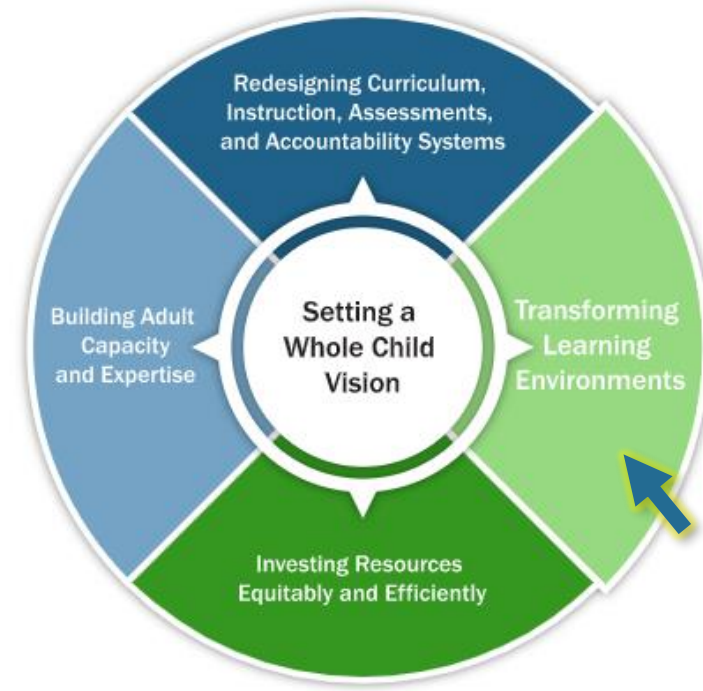 Redesigning Curriculum,
Instruction, Assessments,
and Accountability Systems
Building Adult
Capacity
and Expertise
Setting a
Whole Child
Vision
Transforming
Learning
Environments
Investing Resources
Equitably and Efficiently